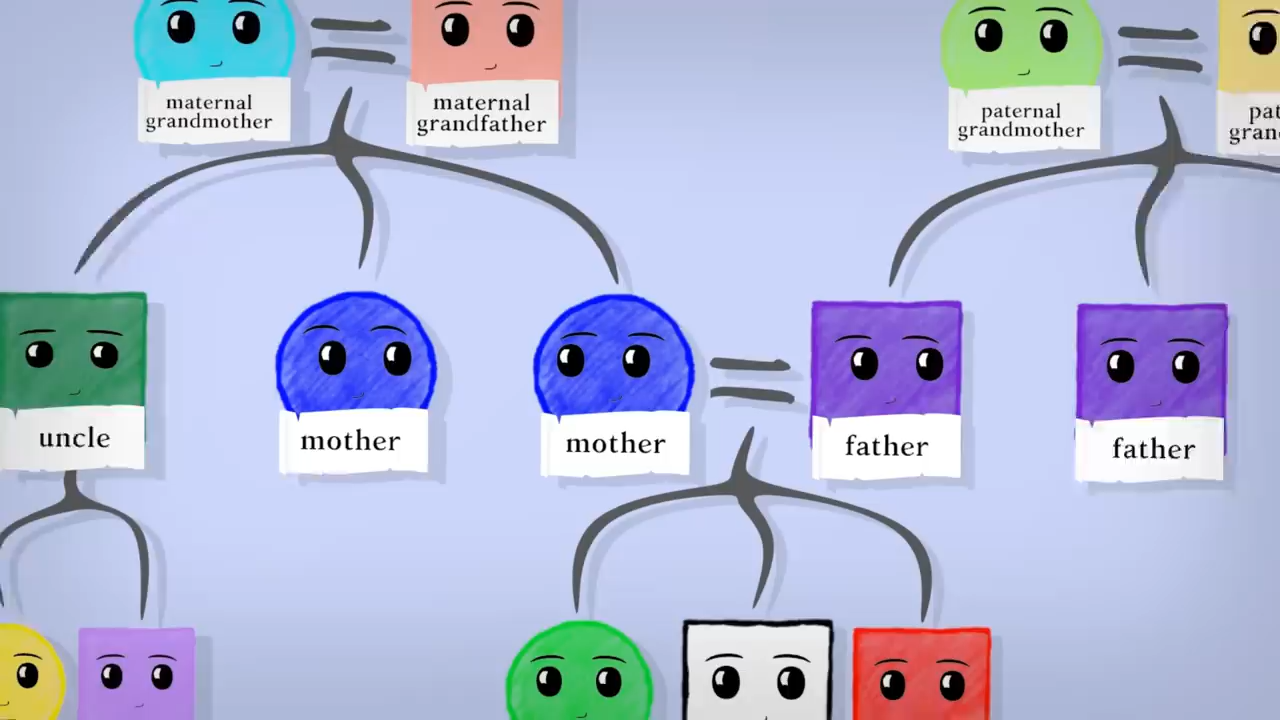 maternal
grandmother
maternal
grandfather
paternal
grandmother
uncle
mother
mother
father
father